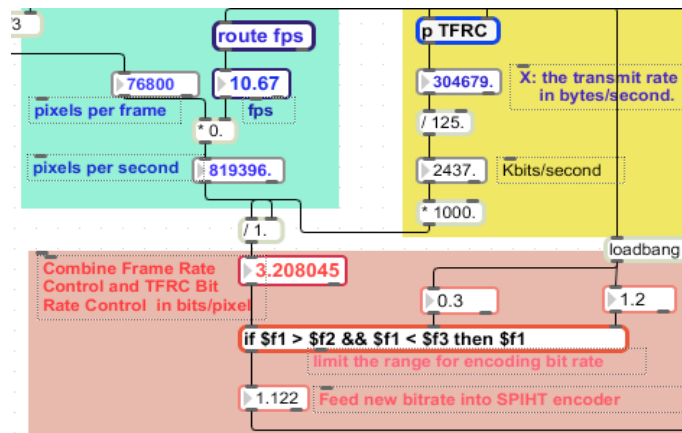 r3
route fps
p TFRC
76800
10.67
304679.
X: the transmit rate
in bytes/second.
pixels per frame
fps
* 0.
/ 125.
pixels per second
819396.
2437.
Kbits/second
* 1000.
/ 1.
loadbang
Combine Frame Rate
Control and TFRC Bit
Rate Control in bits/pixel
3.208045
0.3
1.2
if $f1 > $f2 && $f1 < $f3 then $f1
limit the range for encoding bit rate
1.122
Feed new bitrate into SPIHT encoder